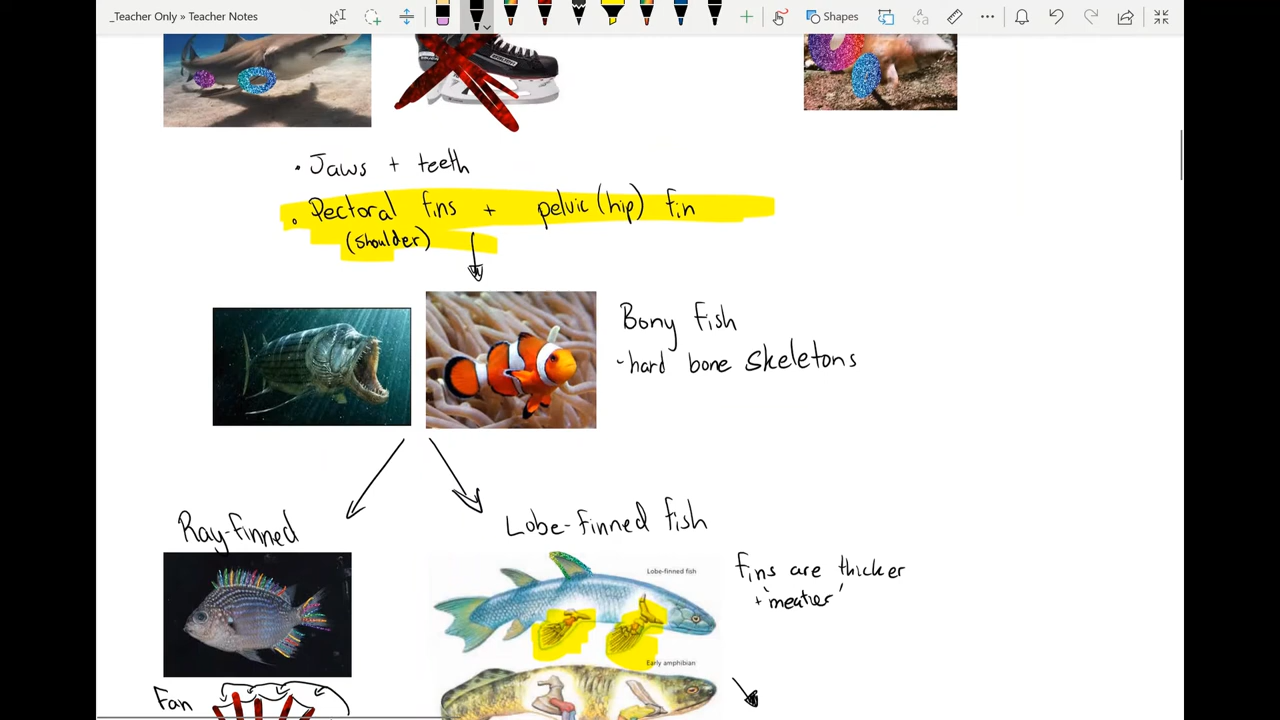 _Teacher Only » Teacher Notes
Shapes
• Jaws + teeth
• Pectoral fins + pelvic (hip) fin
(shoulder)
Bony fish
- hard bone skeletons
Ray-finned
Lobe-finned fish
Lobe-finned fish
fins are thicker
+ "meatier"
Early amphibian
Fan